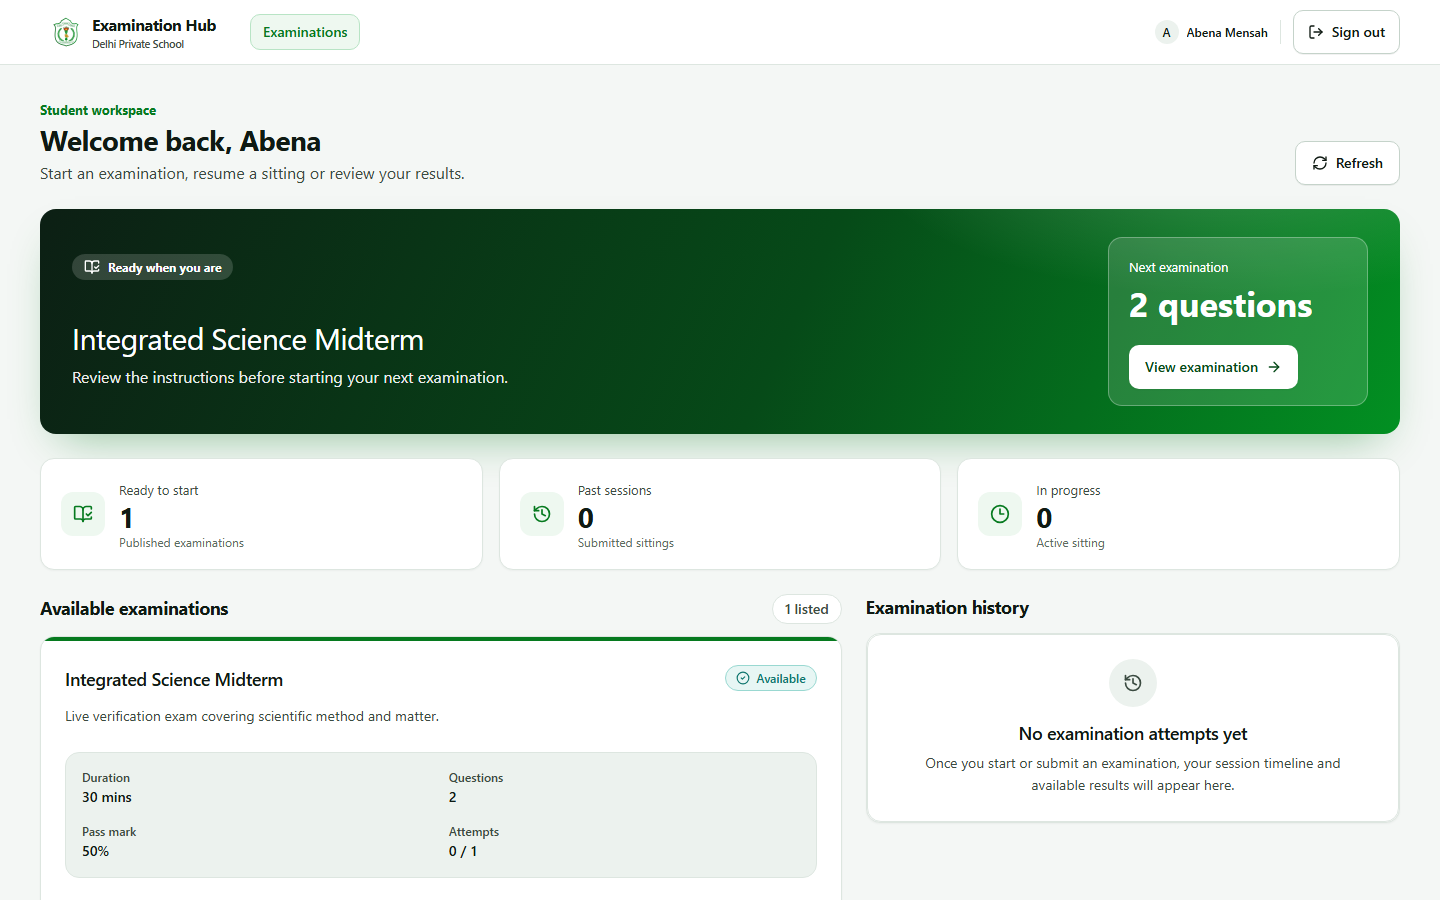 Examination Hub
Delhi Private School
Examinations
A
Abena Mensah
Sign out
Student workspace
Welcome back, Abena
Start an examination, resume a sitting or review your results.
Refresh
Ready when you are
Integrated Science Midterm
Review the instructions before starting your next examination.
Next examination
2 questions
View examination
Ready to start
1
Published examinations
Past sessions
0
Submitted sittings
In progress
0
Active sitting
Available examinations
1 listed
Integrated Science Midterm
Available
Live verification exam covering scientific method and matter.
Duration
30 mins
Questions
2
Pass mark
50%
Attempts
0 / 1
Examination history
No examination attempts yet
Once you start or submit an examination, your session timeline and
available results will appear here.